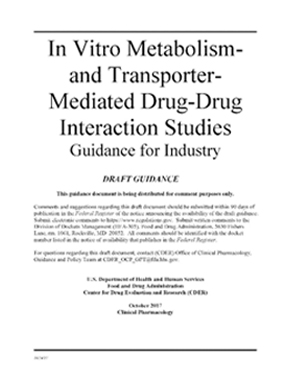 In Vitro Metabolism-
and Transporter-
Mediated Drug-Drug
Interaction Studies
Guidance for Industry
DRAFT GUIDANCE
This guidance document is being distributed for comment purposes only.
Comments and suggestions regarding this draft document should be submitted within 90 days of
publication in the Federal Register of the notice announcing the availability of the draft guidance.
Submit electronic comments to https://www.regulations.gov. Submit written comments to the
Division of Dockets Management (HFA-305), Food and Drug Administration, 5630 Fishers
Lane, rm. 1061, Rockville, MD 20852. All comments should be identified with the docket
number listed in the notice of availability that publishes in the Federal Register.
For questions regarding this draft document, contact (CDER) Office of Clinical Pharmacology,
Guidance and Policy Team at
U.S. Department of Health and Human Services
Food and Drug Administration
Center for Drug Evaluation and Research (CDER)
October 2017
Clinical Pharmacology